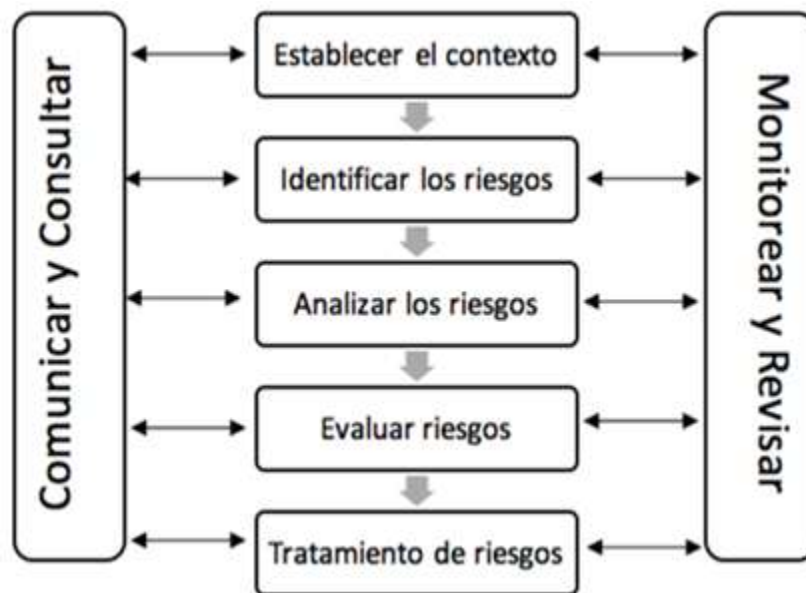 Comunicar y Consultar
Establecer el contexto
Identificar los riesgos
Analizar los riesgos
Evaluar riesgos
Tratamiento de riesgos
Monitorear y Revisar